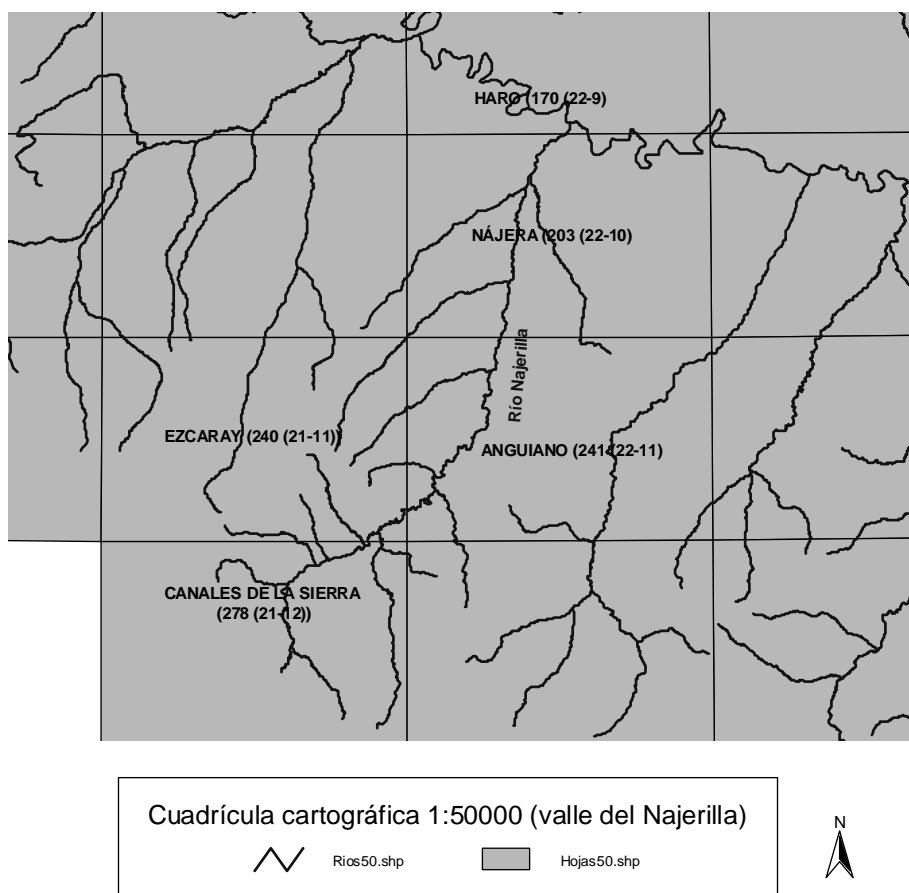 HARO (170 (22-9)
NÁJERA (203 (22-10)
Río Najerilla
EZCARAY (240 (21-11))
ANGUIANO (241 (22-11)
CANALES DE LA SIERRA
(278 (21-12))
Cuadrícula cartográfica 1:50000 (valle del Najerilla)
Rios50.shp
Hojas50.shp
N